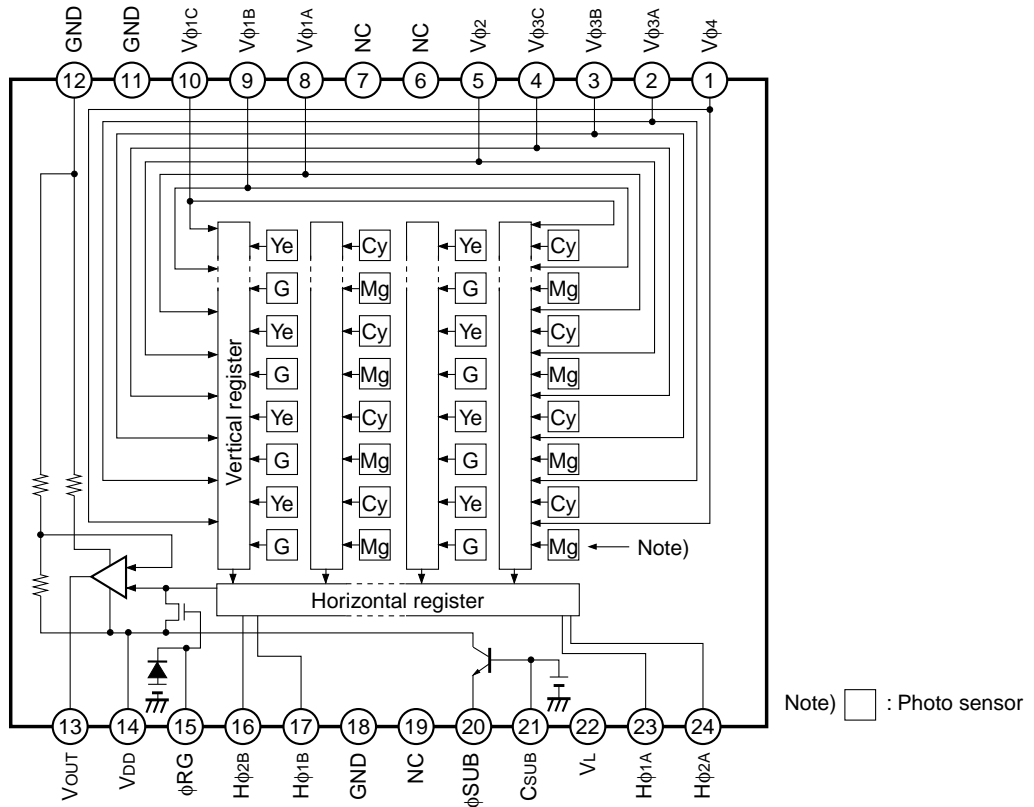 GND GND Vϕ1C Vϕ1B Vϕ1A NC NC Vϕ2 Vϕ3C Vϕ3B Vϕ3A Vϕ4
12 11 10 9 8 7 6 5 4 3 2 1
Ye Cy Ye Cy
G Mg G Mg
Ye Cy Ye Cy
G Mg G Mg
Ye Cy Ye Cy
G Mg G Mg
Ye Cy Ye Cy
G Mg G Mg
Vertical register
Note)
Horizontal register
Note) : Photo sensor
13 14 15 16 17 18 19 20 21 22 23 24
VOUT VDD ϕRG Hϕ2B Hϕ1B GND NC ϕSUB CSUB VL Hϕ1A Hϕ2A